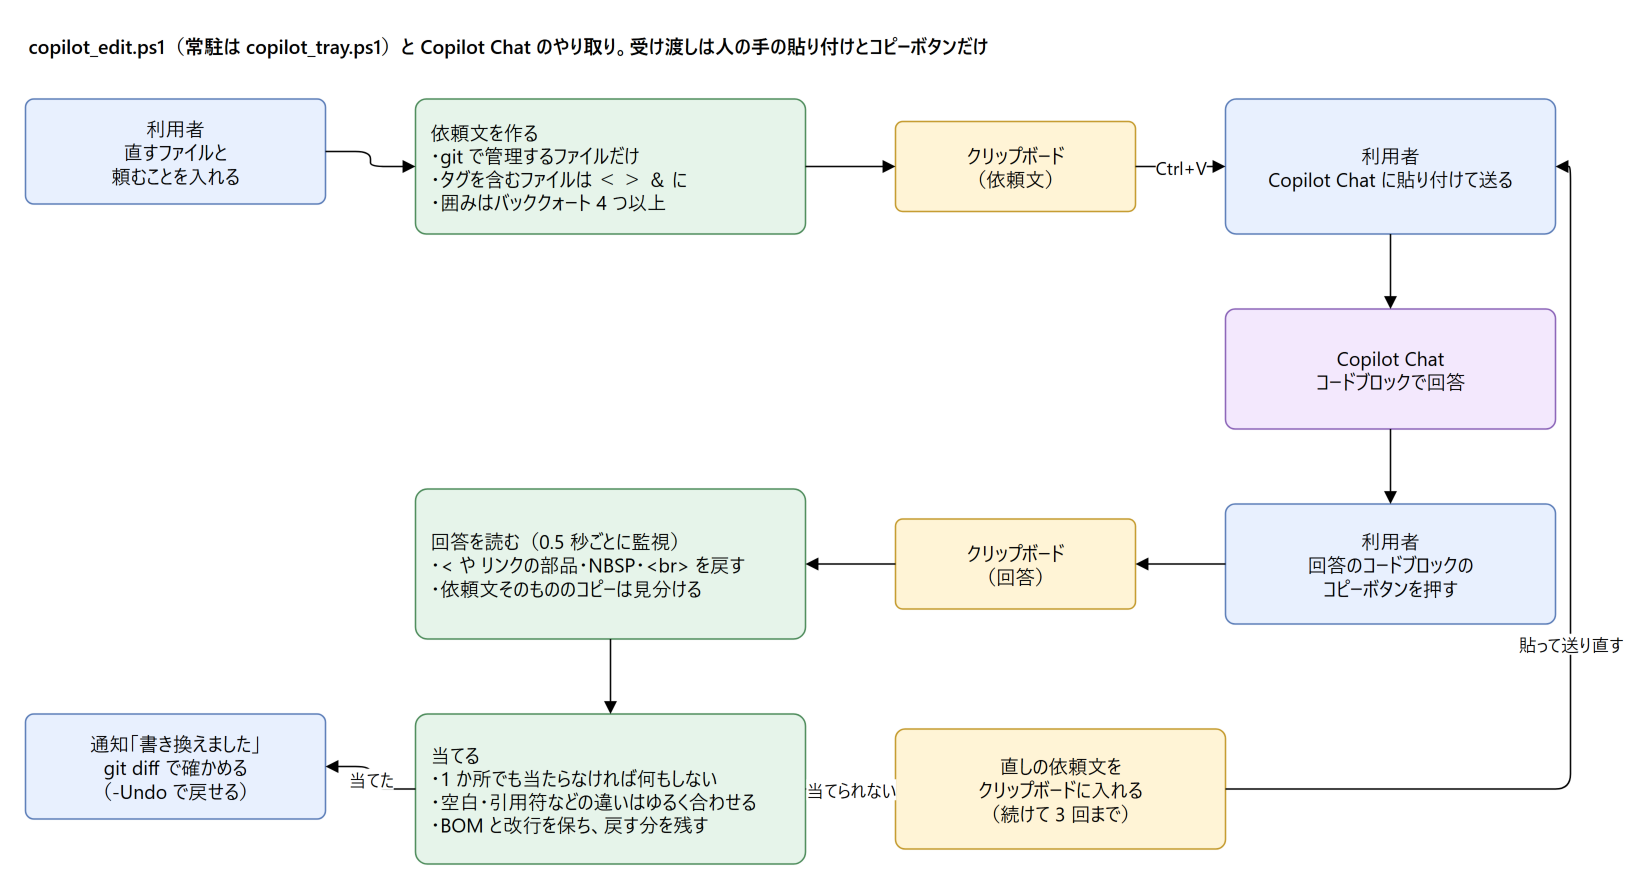 copilot_edit.ps1（常駐は copilot_tray.ps1）と Copilot Chat のやり取り。受け渡しは人の手の貼り付けとコピーボタンだけ
利用者
直すファイルと
頼むことを入れる
依頼文を作る
・git で管理するファイルだけ
・タグを含むファイルは ＜ ＞ ＆ に
・囲みはバッククォート 4 つ以上
クリップボード
（依頼文）
Ctrl+V
利用者
Copilot Chat に貼り付けて送る
Copilot Chat
コードブロックで回答
利用者
回答のコードブロックの
コピーボタンを押す
クリップボード
（回答）
回答を読む（0.5 秒ごとに監視）
・< や リンクの部品・NBSP・<br> を戻す
・依頼文そのもののコピーは見分ける
貼って送り直す
当てる
・1 か所でも当たらなければ何もしない
・空白・引用符などの違いはゆるく合わせる
・BOM と改行を保ち、戻す分を残す
当てた
通知「書き換えました」
git diff で確かめる
（-Undo で戻せる）
当てられない
直しの依頼文を
クリップボードに入れる
（続けて 3 回まで）